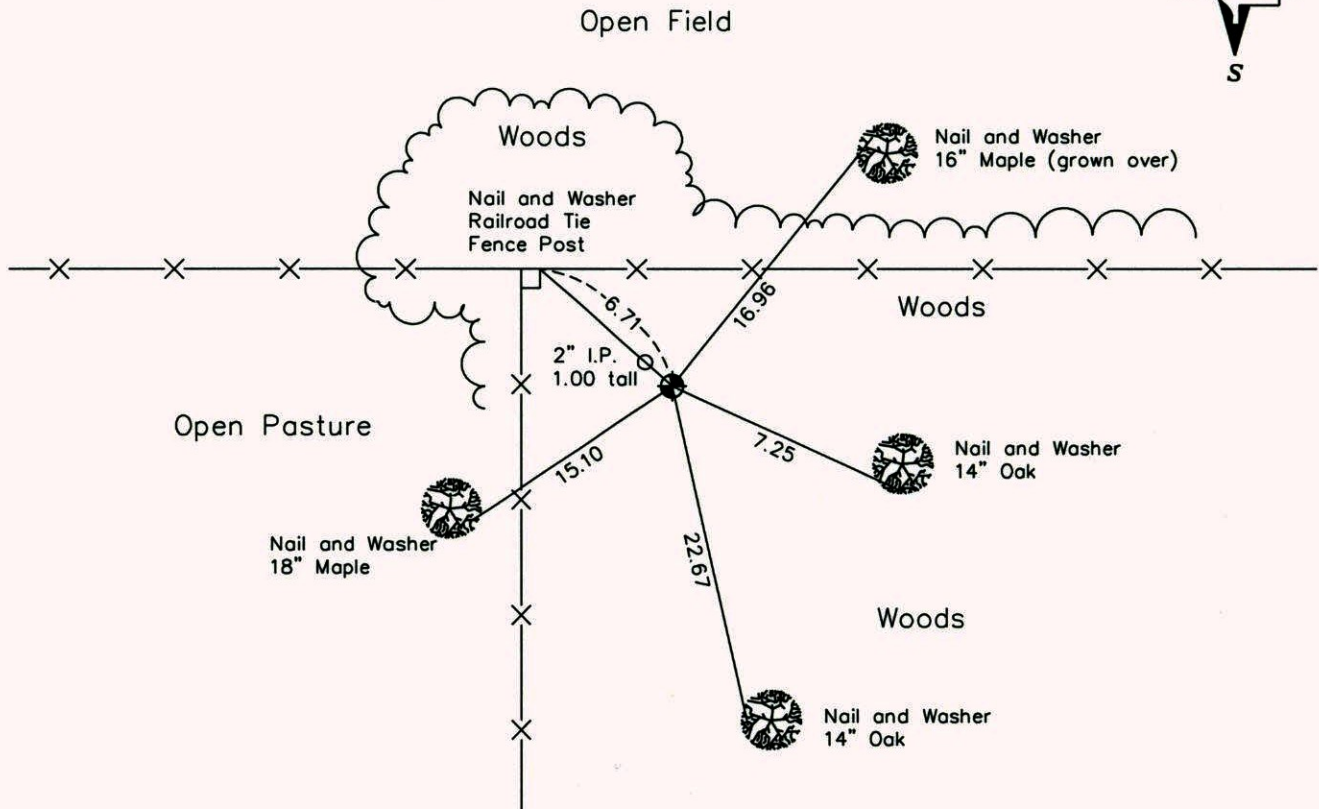 Open Field
S
Woods
Nail and Washer
16" Maple (grown over)
Nail and Washer
Railroad Tie
Fence Post
6.71
16.96
Woods
2" I.P.
1.00 tall
Open Pasture
15.10
7.25
Nail and Washer
14" Oak
Nail and Washer
18" Maple
22.67
Woods
Nail and Washer
14" Oak